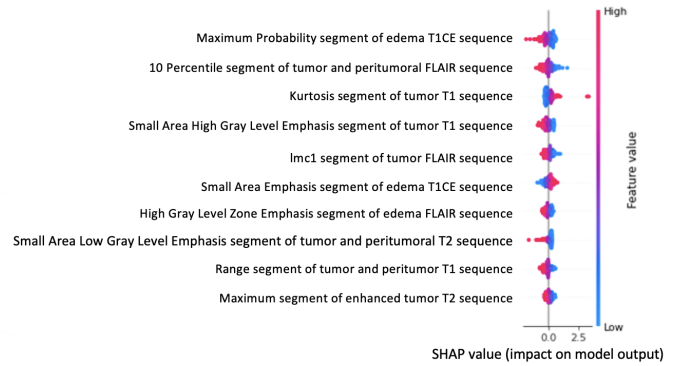 High
Maximum Probability segment of edema T1CE sequence
10 Percentile segment of tumor and peritumoral FLAIR sequence
Kurtosis segment of tumor T1 sequence
Small Area High Gray Level Emphasis segment of tumor T1 sequence
lmc1 segment of tumor FLAIR sequence
Small Area Emphasis segment of edema T1CE sequence
High Gray Level Zone Emphasis segment of edema FLAIR sequence
Small Area Low Gray Level Emphasis segment of tumor and peritumoral T2 sequence
Range segment of tumor and peritumor T1 sequence
Maximum segment of enhanced tumor T2 sequence
Feature value
Low
0.0 2.5
SHAP value (impact on model output)